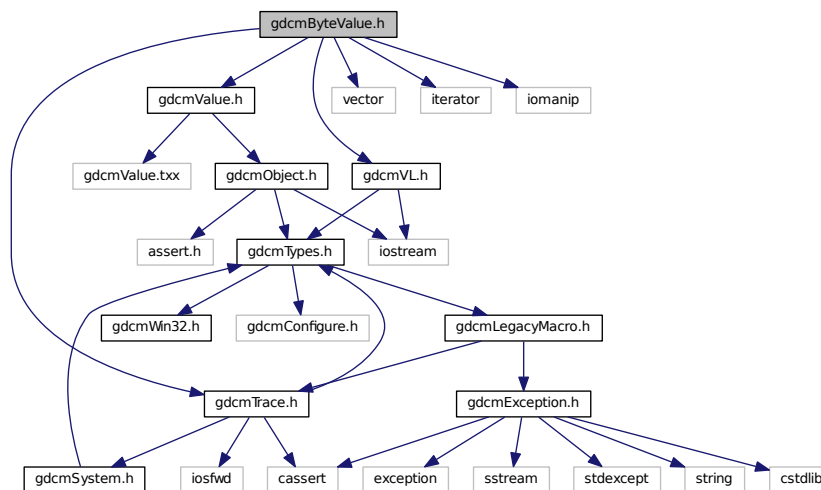 gdcmByteValue.h
gdcmValue.h
vector
iterator
iomanip
gdcmValue.txx
gdcmObject.h
gdcmVL.h
assert.h
gdcmTypes.h
iostream
gdcmWin32.h
gdcmConfigure.h
gdcmLegacyMacro.h
gdcmTrace.h
gdcmException.h
gdcmSystem.h
iosfwd
cassert
exception
sstream
stdexcept
string
cstdlib